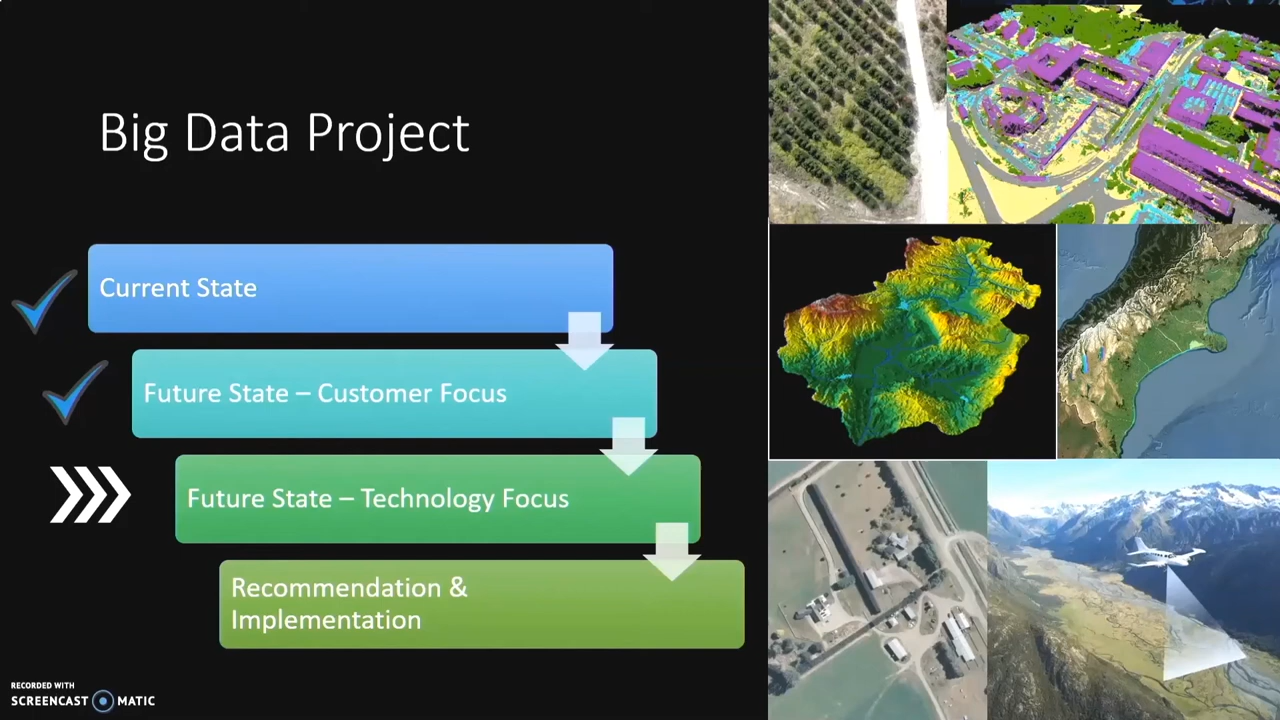 Big Data Project
Current State
Future State – Customer Focus
Future State – Technology Focus
Recommendation &
Implementation
RECORDED WITH
SCREENCAST MATIC